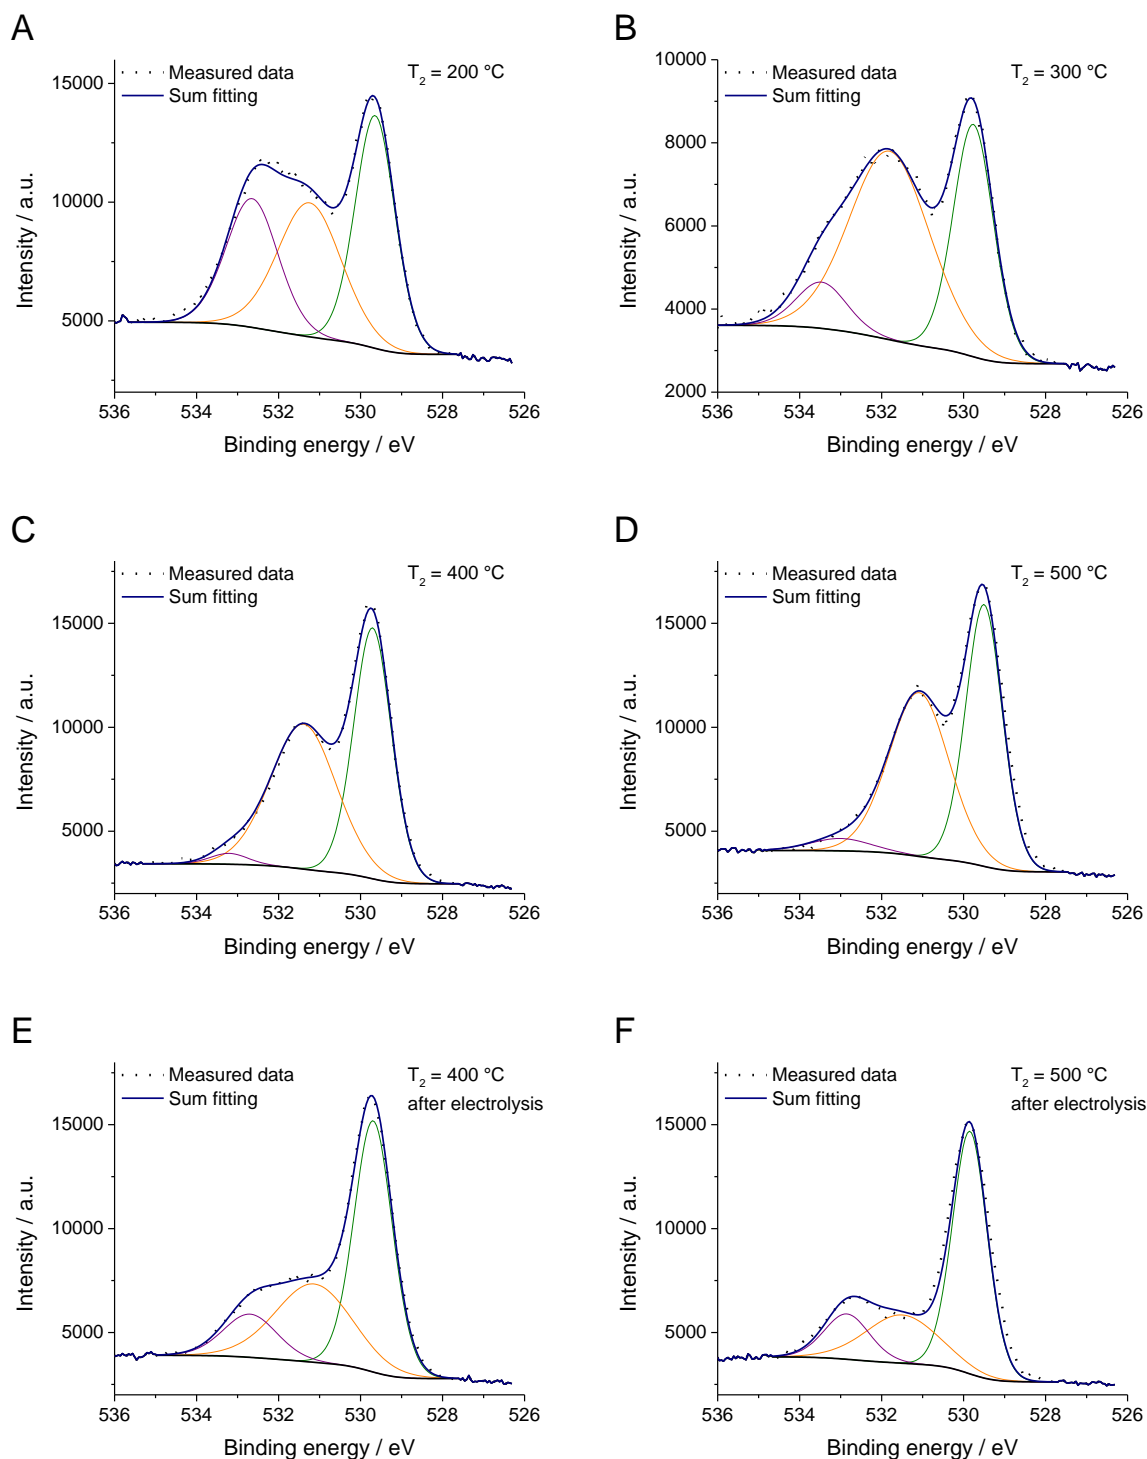 A
Measured data
Sum fitting
T2 = 200 °C
15000
10000
5000
Intensity / a.u.
536 534 532 530 528 526
Binding energy / eV
B
Measured data
Sum fitting
T2 = 300 °C
10000
8000
6000
4000
2000
Intensity / a.u.
536 534 532 530 528 526
Binding energy / eV
C
Measured data
Sum fitting
T2 = 400 °C
15000
10000
5000
Intensity / a.u.
536 534 532 530 528 526
Binding energy / eV
D
Measured data
Sum fitting
T2 = 500 °C
15000
10000
5000
Intensity / a.u.
536 534 532 530 528 526
Binding energy / eV
E
Measured data
Sum fitting
T2 = 400 °C
after electrolysis
15000
10000
5000
Intensity / a.u.
536 534 532 530 528 526
Binding energy / eV
F
Measured data
Sum fitting
T2 = 500 °C
after electrolysis
15000
10000
5000
Intensity / a.u.
536 534 532 530 528 526
Binding energy / eV